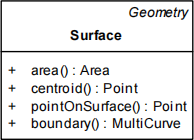 Geometry
Surface
+ area() : Area
+ centroid() : Point
+ pointOnSurface() : Point
+ boundary() : MultiCurve